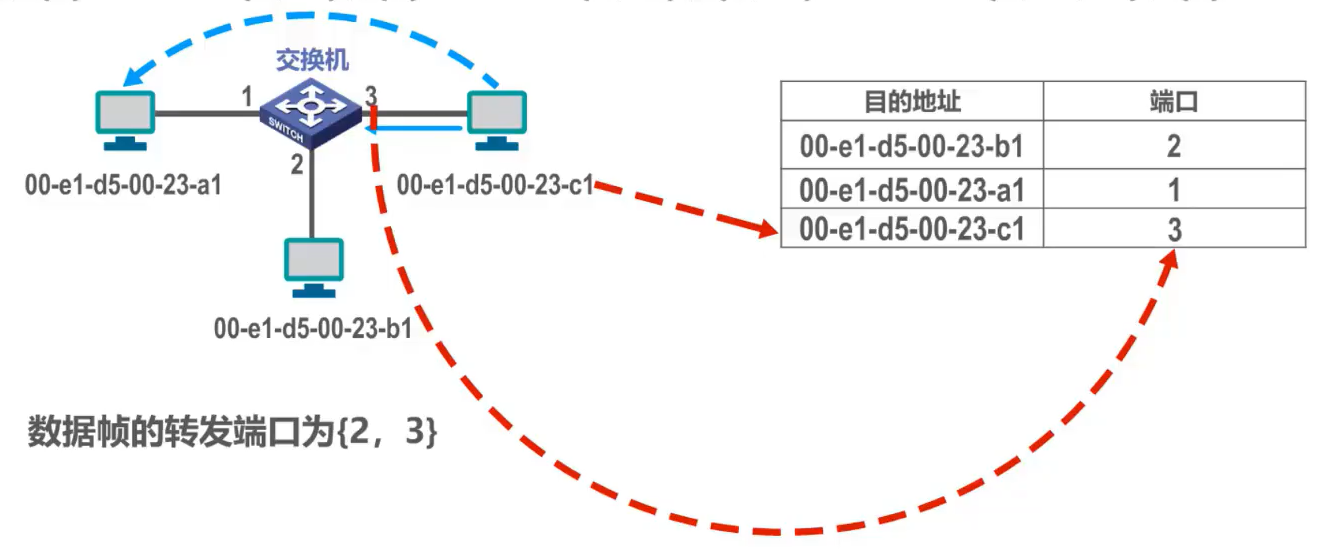 交换机
1
3
SWITCH
2
00-e1-d5-00-23-a1
00-e1-d5-00-23-c1
00-e1-d5-00-23-b1
目的地址 端口
00-e1-d5-00-23-b1 2
00-e1-d5-00-23-a1 1
00-e1-d5-00-23-c1 3
数据帧的转发端口为{2，3}